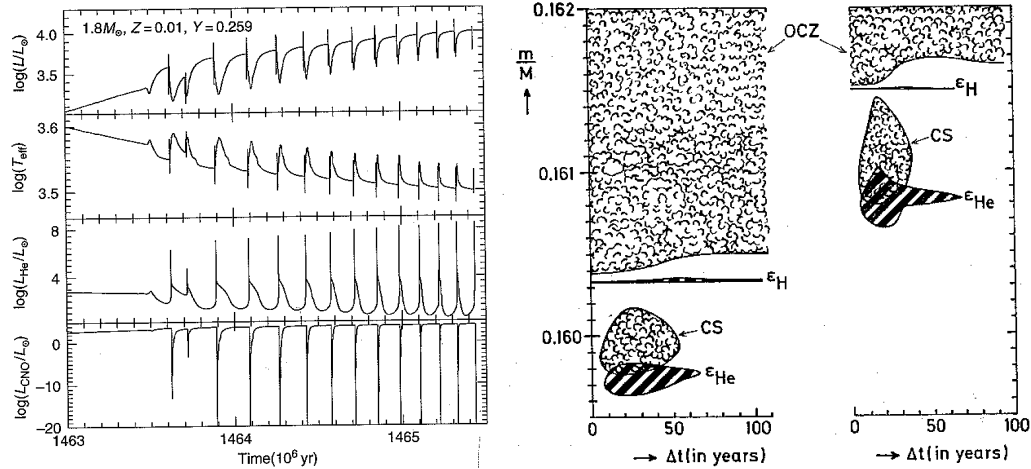 1.8M⊙, Z=0.01, Y=0.259
log(L/L⊙)
4.0
3.5
log(Teff)
3.6
3.5
log(LHe/L⊙)
8
4
0
log(LCNO/L⊙)
0
−10
−20
1463
1464
1465
Time(10⁶ yr)
m/M
0.162
0.161
0.160
OCZ
εH
CS
εHe
0
50
100
→ Δt(in years)
εH
CS
εHe
0
50
100
→ Δt(in years)